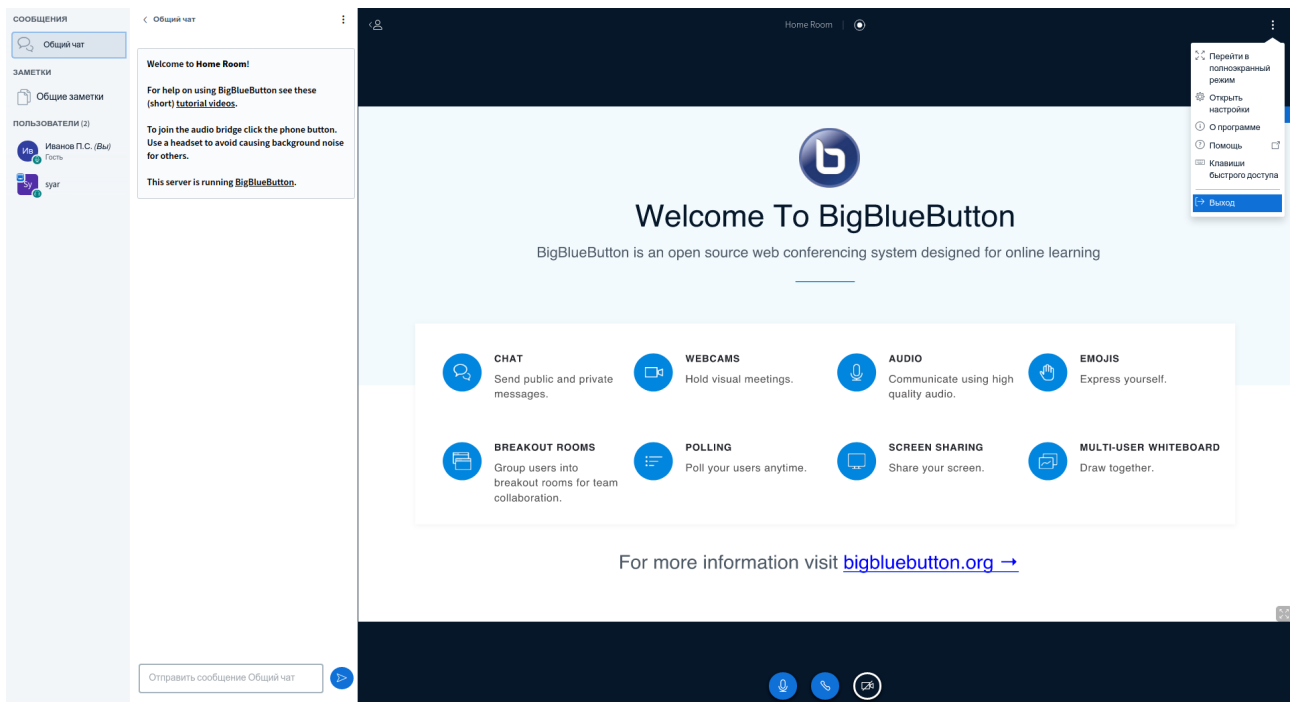 СООБЩЕНИЯ
Общий чат
ЗАМЕТКИ
Общие заметки
ПОЛЬЗОВАТЕЛИ (2)
Ив
Иванов П.С. (Вы)
Гость
Sy
syar
Общий чат
Welcome to Home Room!
For help on using BigBlueButton see these
(short) tutorial videos.
To join the audio bridge click the phone button.
Use a headset to avoid causing background noise
for others.
This server is running BigBlueButton.
Отправить сообщение Общий чат
Home Room
Перейти в
полноэкранный
режим
Открыть
настройки
О программе
Помощь
Клавиши
быстрого доступа
Выход
b
Welcome To BigBlueButton
BigBlueButton is an open source web conferencing system designed for online learning
CHAT
Send public and private
messages.
WEBCAMS
Hold visual meetings.
AUDIO
Communicate using high
quality audio.
EMOJIS
Express yourself.
BREAKOUT ROOMS
Group users into
breakout rooms for team
collaboration.
POLLING
Poll your users anytime.
SCREEN SHARING
Share your screen.
MULTI-USER WHITEBOARD
Draw together.
For more information visit bigbluebutton.org →